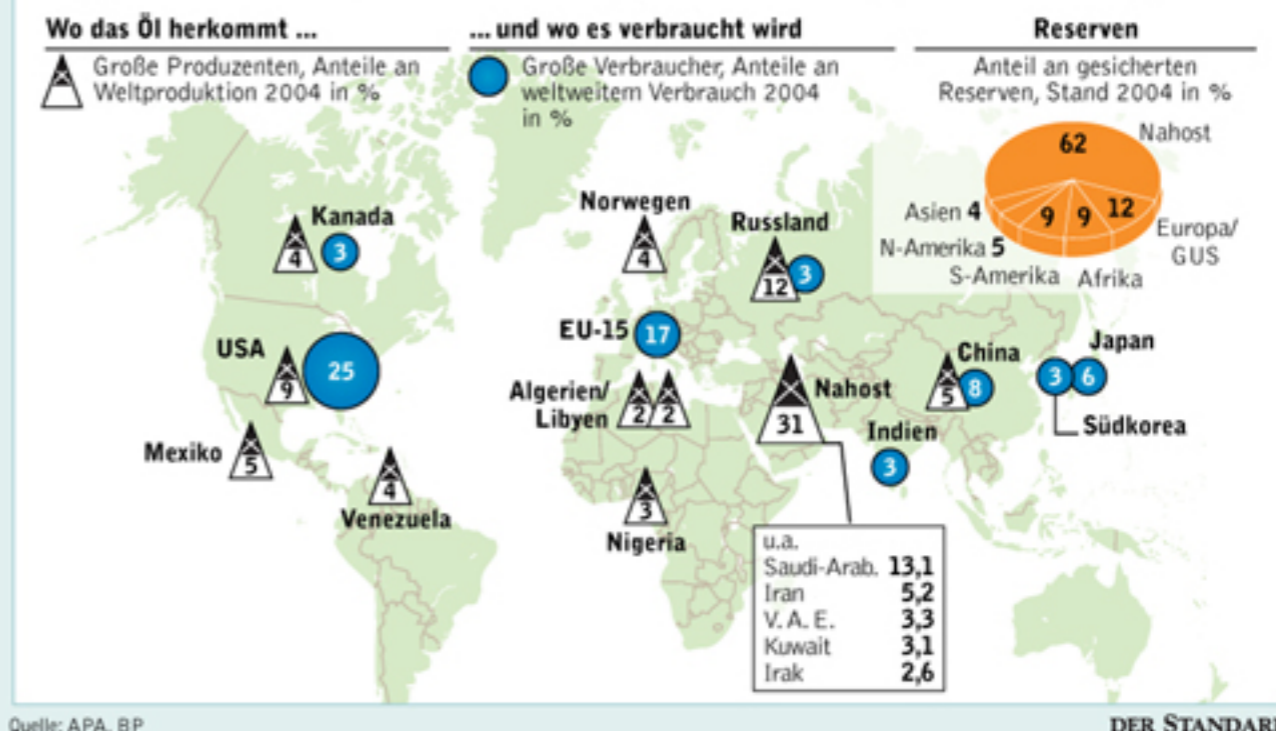 Wo das Öl herkommt ...
Große Produzenten, Anteile an
Weltproduktion 2004 in %
... und wo es verbraucht wird
Große Verbraucher, Anteile an
weltweitem Verbrauch 2004
in %
Reserven
Anteil an gesicherten
Reserven, Stand 2004 in %
62
Nahost
12
Europa/
GUS
9
Afrika
9
S-Amerika
N-Amerika 5
Asien 4
Kanada
4
3
USA
9
25
Mexiko
5
4
Venezuela
Norwegen
4
Russland
12
3
EU-15
17
Algerien/
Libyen
2
2
Nahost
31
3
Nigeria
China
5
8
Indien
3
Japan
3
6
Südkorea
u.a.
Saudi-Arab. 13,1
Iran 5,2
V. A. E. 3,3
Kuwait 3,1
Irak 2,6
Quelle: APA, BP
DER STANDARD